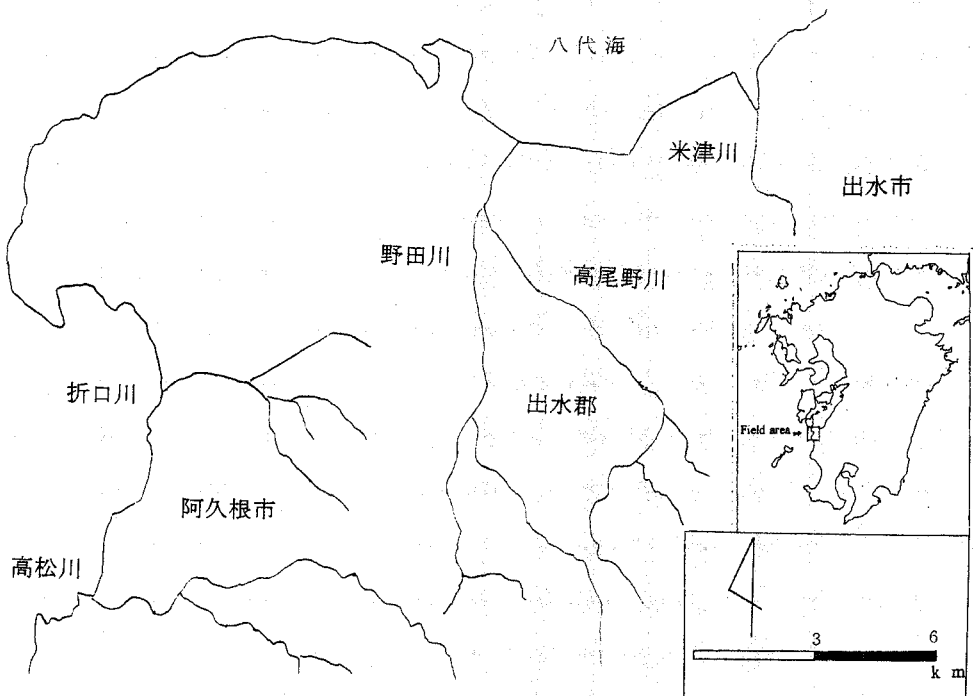 八代海
米津川
出水市
野田川
高尾野川
折口川
出水郡
Field area
阿久根市
高松川
3 6
km